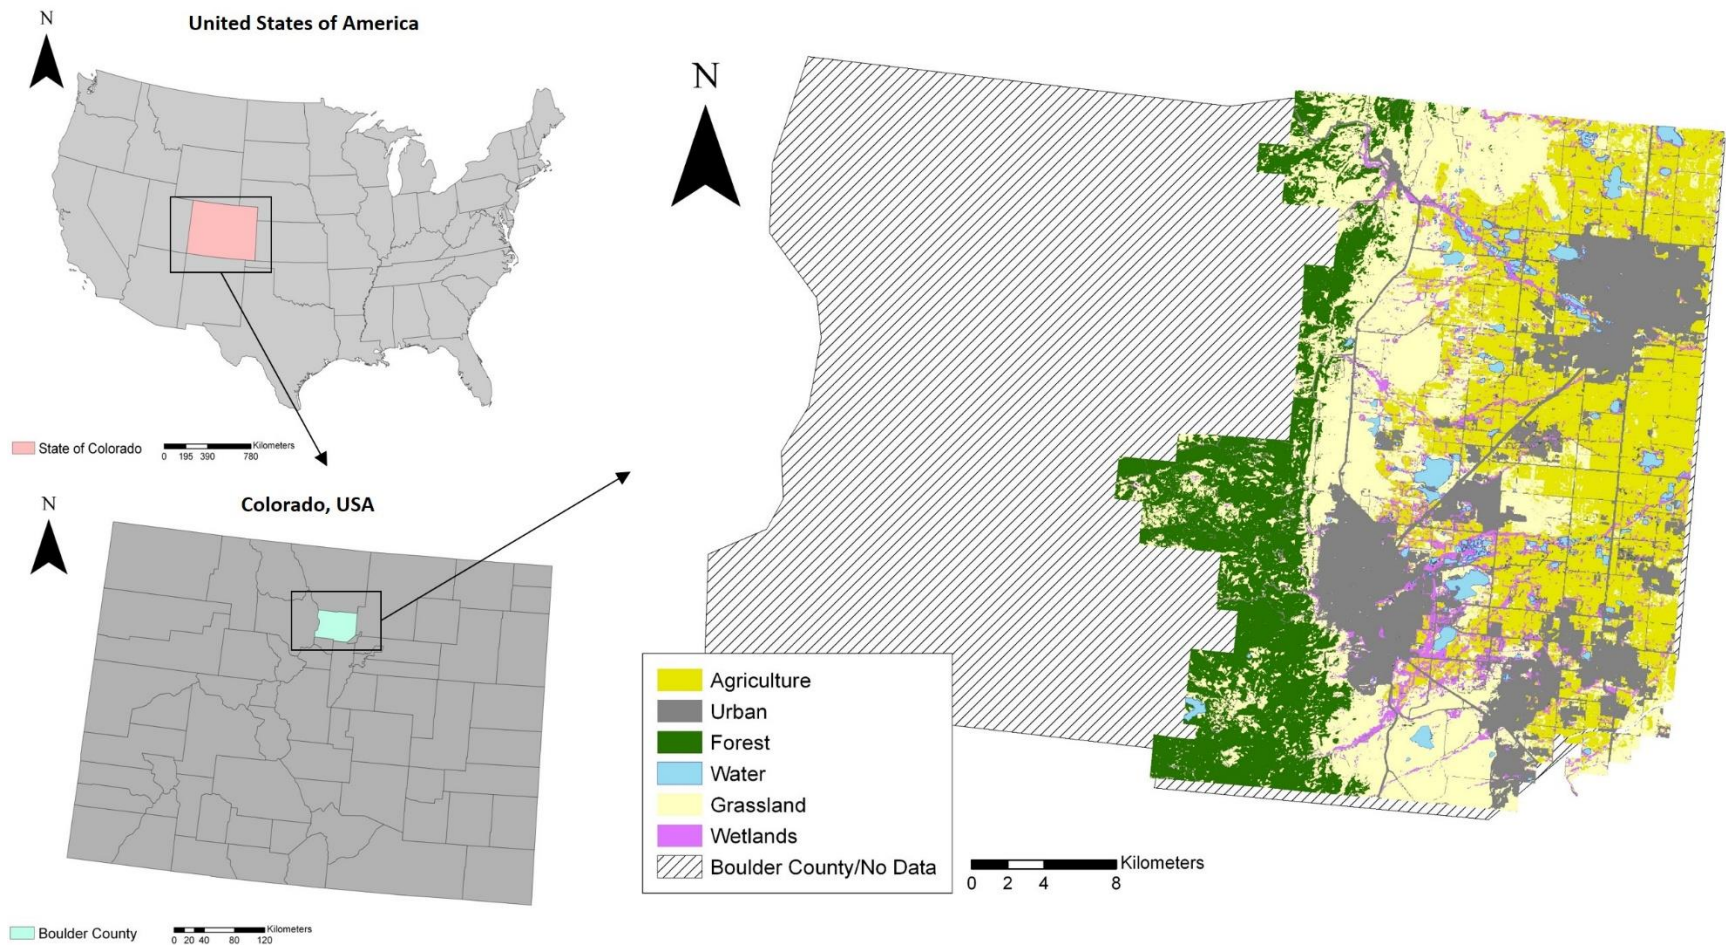 N
United States of America
State of Colorado
Kilometers
0 195 390 780
N
Colorado, USA
Boulder County
Kilometers
0 20 40 80 120
N
Agriculture
Urban
Forest
Water
Grassland
Wetlands
Boulder County/No Data
Kilometers
0 2 4 8